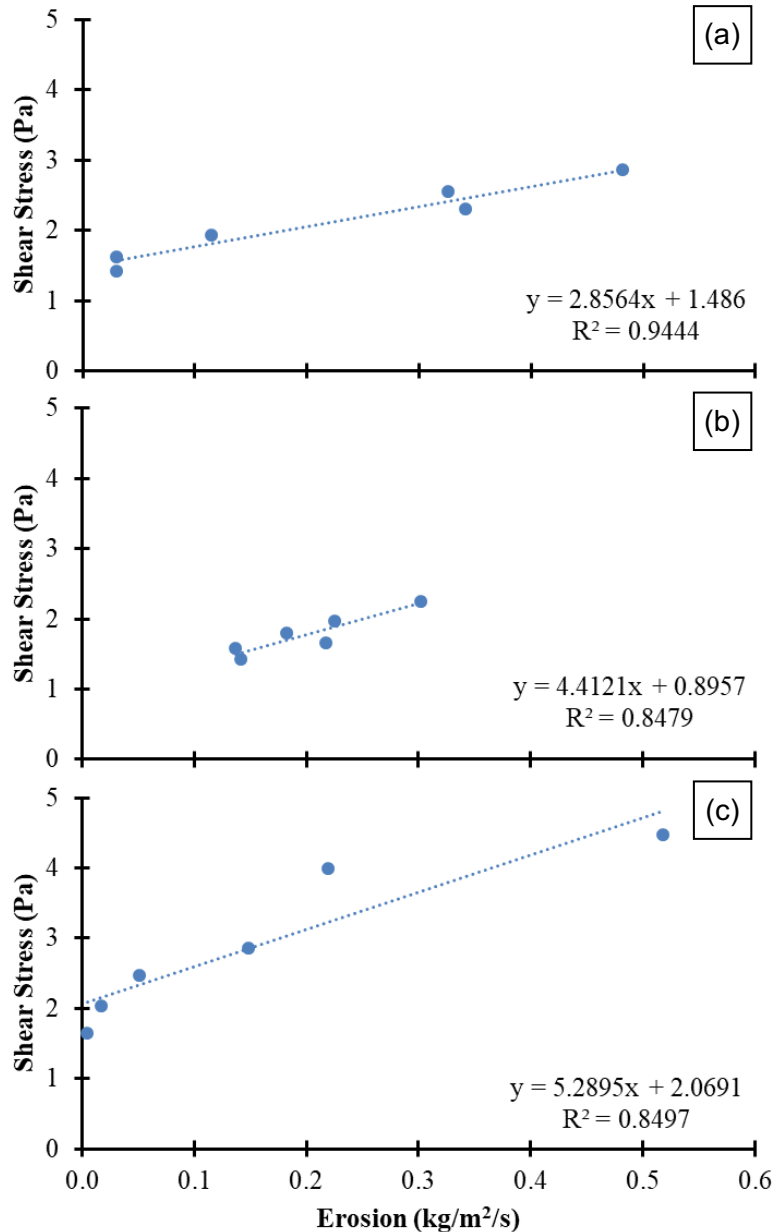 (a)
5
4
3
2
1
0
Shear Stress (Pa)
y = 2.8564x + 1.486
R² = 0.9444
(b)
5
4
3
2
1
0
Shear Stress (Pa)
y = 4.4121x + 0.8957
R² = 0.8479
(c)
5
4
3
2
1
0
Shear Stress (Pa)
y = 5.2895x + 2.0691
R² = 0.8497
0.0 0.1 0.2 0.3 0.4 0.5 0.6
Erosion (kg/m²/s)